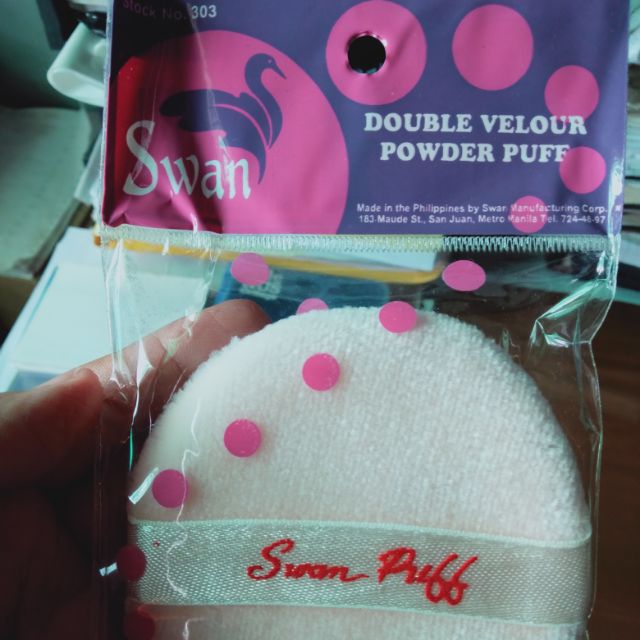 Stock No. 303
Swan
DOUBLE VELOUR
POWDER PUFF
Made in the Philippines by Swan Manufacturing Corp.
183-Maude St., San Juan, Metro Manila Tel. 724-46-97
Swan Puff